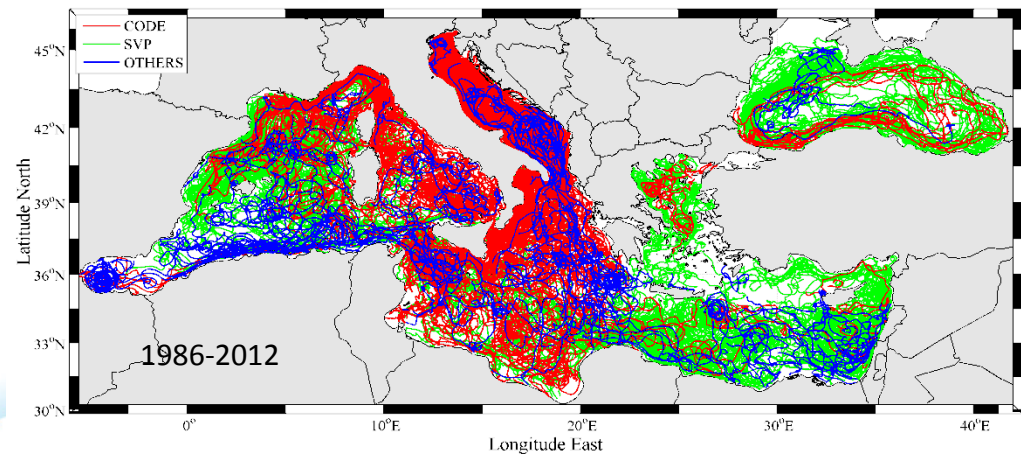 CODE
SVP
OTHERS
45°N
42°N
39°N
36°N
33°N
30°N
Latitude North
1986-2012
0°
10°E
20°E
30°E
40°E
Longitude East